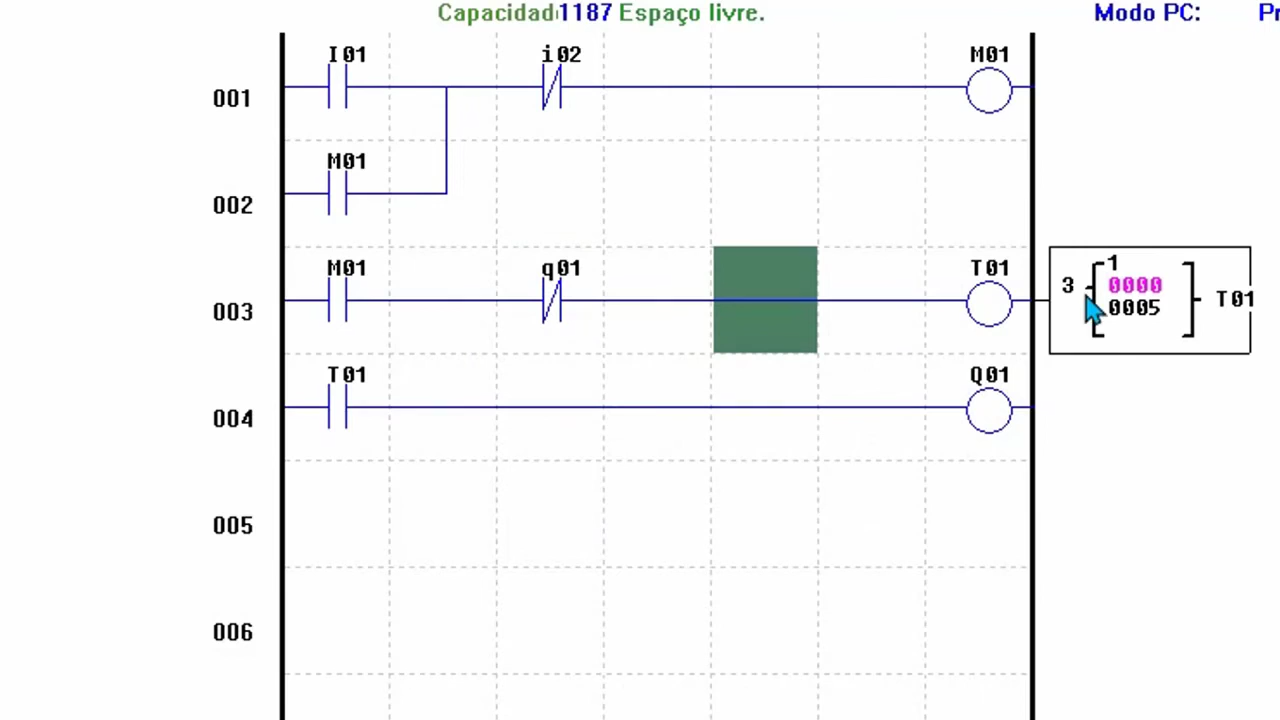 Capacidad 1187 Espaço livre. Modo PC:
I01 i02 M01
001
M01
002
M01 q01 T01
003
1
3 0000
0005
T01
T01 Q01
004
005
006